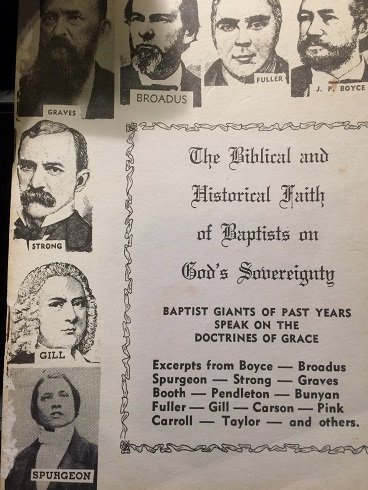 GRAVES
BROADUS
FULLER
J. P. BOYCE
STRONG
GILL
SPURGEON
The Biblical and
Historical Faith
of Baptists on
God's Sovereignty
BAPTIST GIANTS OF PAST YEARS
SPEAK ON THE
DOCTRINES OF GRACE
Excerpts from Boyce — Broadus
Spurgeon — Strong — Graves
Booth — Pendleton — Bunyan
Fuller — Gill — Carson — Pink
Carroll — Taylor — and others.